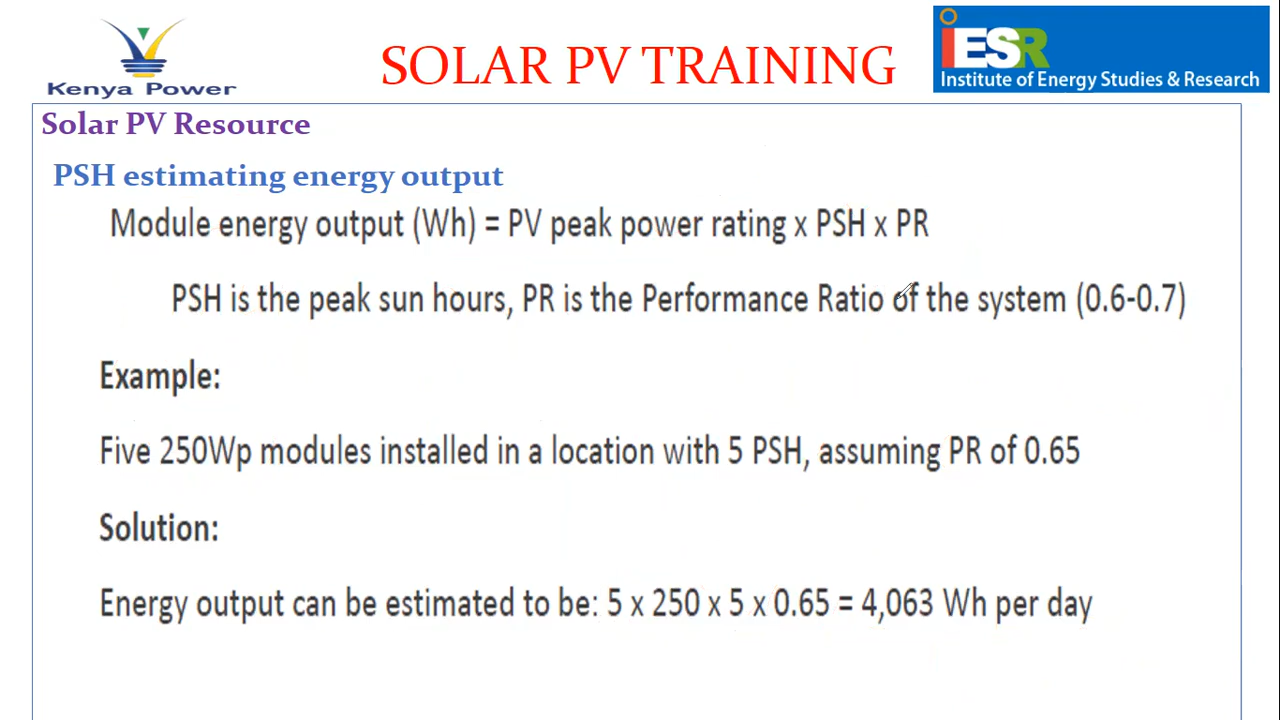 Kenya Power
SOLAR PV TRAINING
iESR
Institute of Energy Studies & Research
Solar PV Resource
PSH estimating energy output
Module energy output (Wh) = PV peak power rating x PSH x PR
PSH is the peak sun hours, PR is the Performance Ratio of the system (0.6-0.7)
Example:
Five 250Wp modules installed in a location with 5 PSH, assuming PR of 0.65
Solution:
Energy output can be estimated to be: 5 x 250 x 5 x 0.65 = 4,063 Wh per day